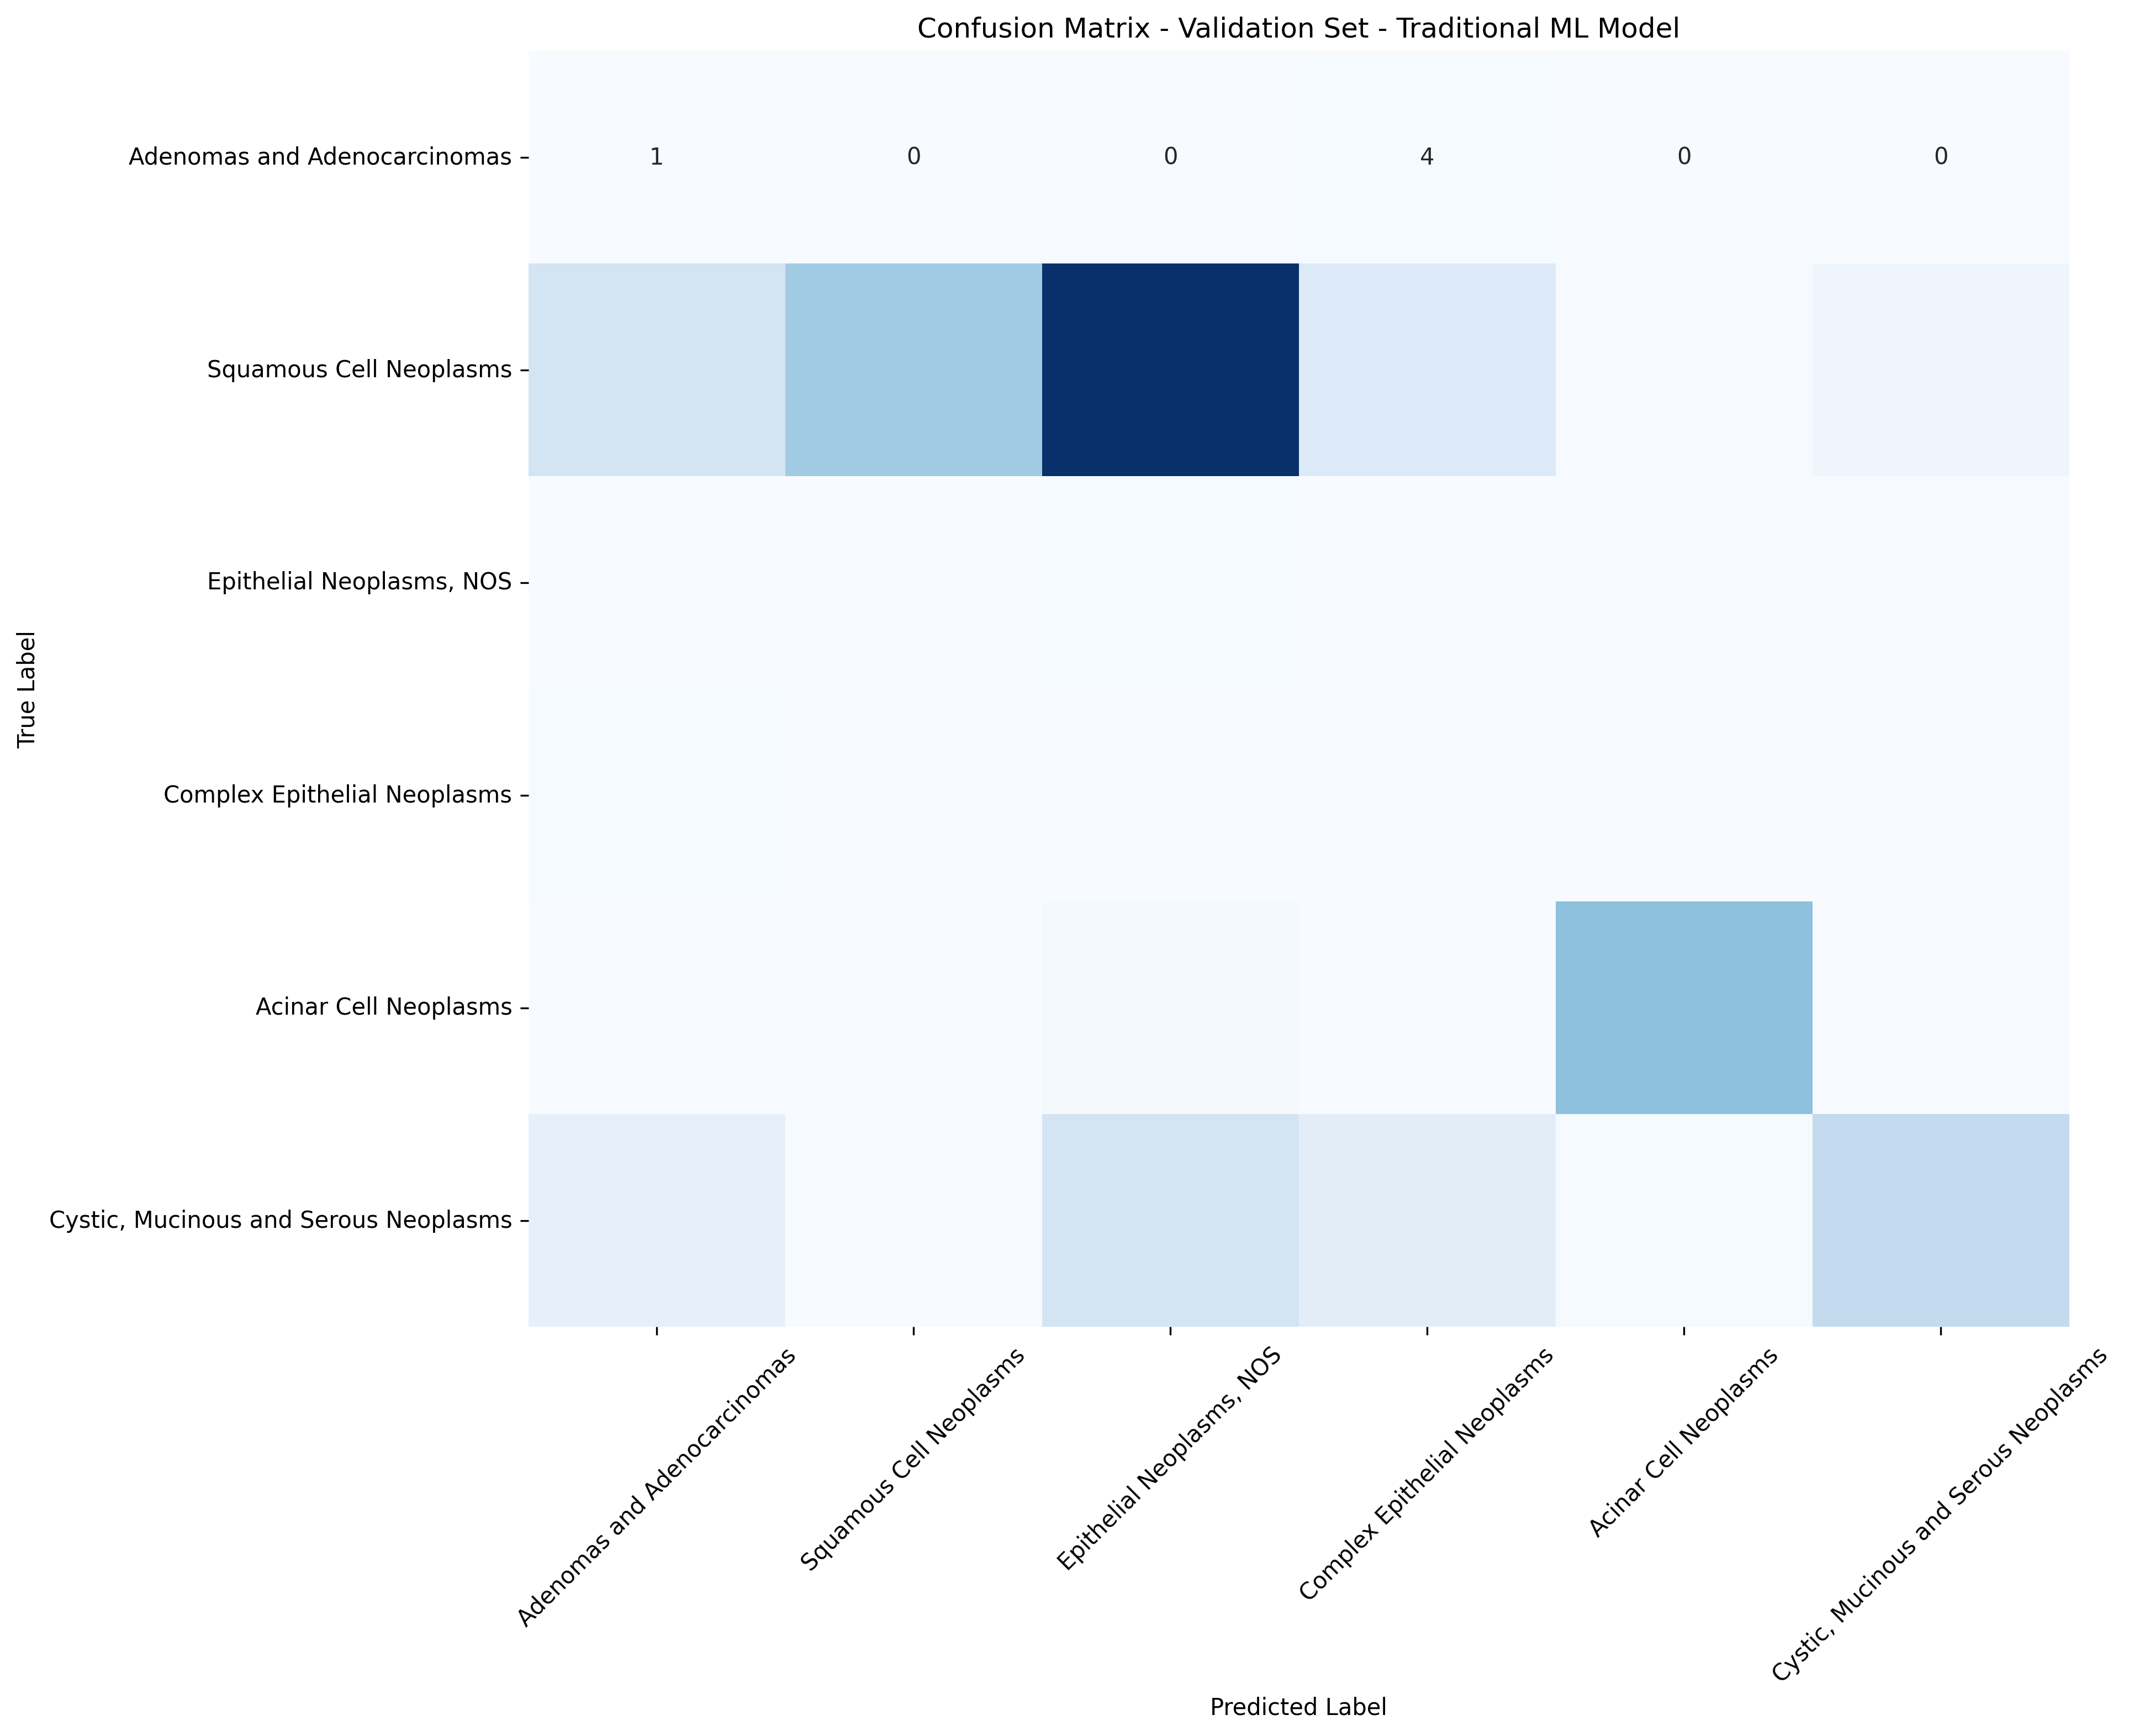 Confusion Matrix - Validation Set - Traditional ML Model
True Label
Adenomas and Adenocarcinomas
1 0 0 4 0 0
Squamous Cell Neoplasms
Epithelial Neoplasms, NOS
Complex Epithelial Neoplasms
Acinar Cell Neoplasms
Cystic, Mucinous and Serous Neoplasms
Adenomas and Adenocarcinomas
Squamous Cell Neoplasms
Epithelial Neoplasms, NOS
Complex Epithelial Neoplasms
Acinar Cell Neoplasms
Cystic, Mucinous and Serous Neoplasms
Predicted Label